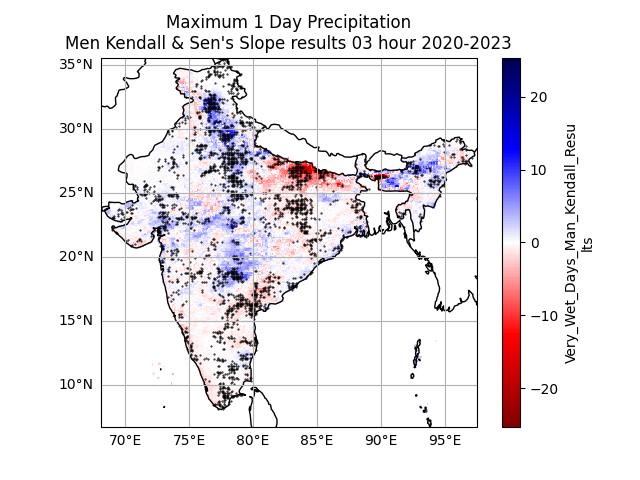 Maximum 1 Day Precipitation
Men Kendall & Sen's Slope results 03 hour 2020-2023
35°N
30°N
25°N
20°N
15°N
10°N
70°E 75°E 80°E 85°E 90°E 95°E
20
10
0
−10
−20
Very_Wet_Days_Man_Kendall_Resu
lts